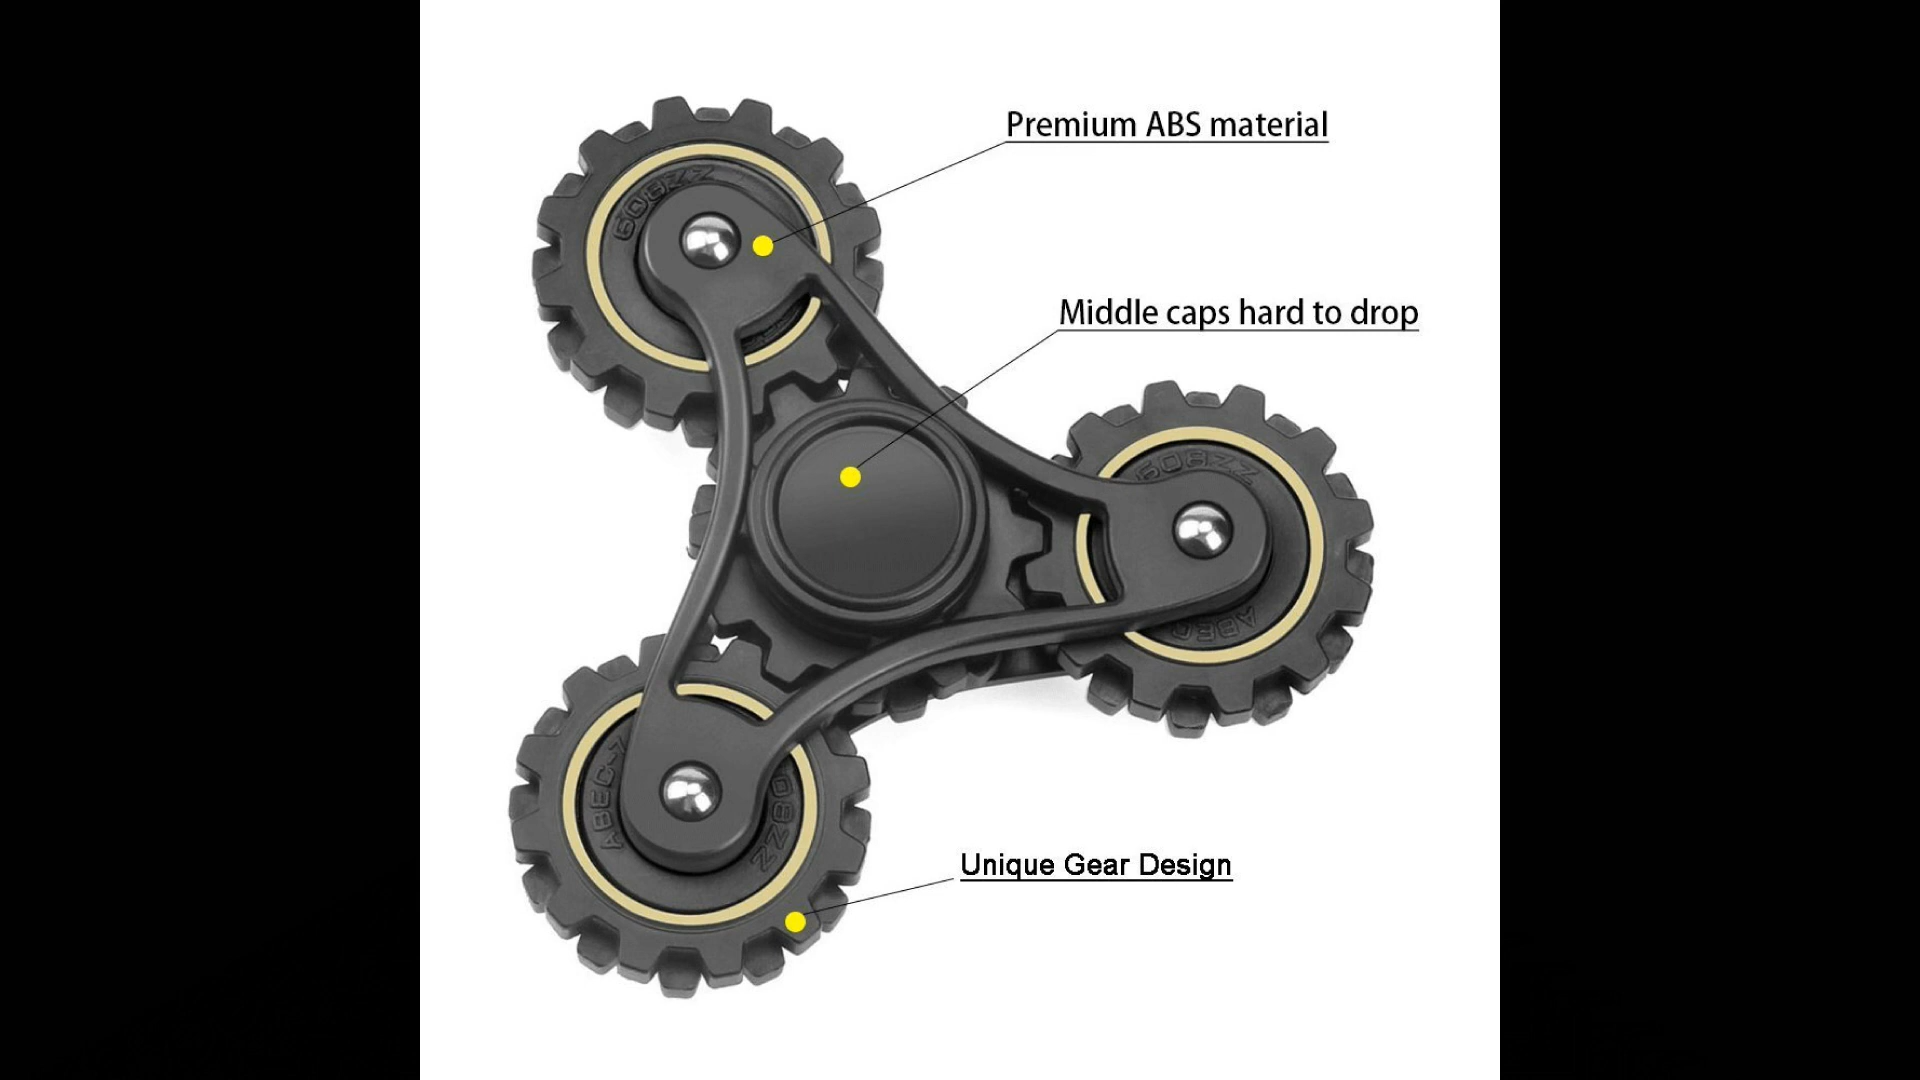 Premium ABS material
608ZZ
Middle caps hard to drop
608ZZ
ABEC
ABEC-7
608ZZ
Unique Gear Design